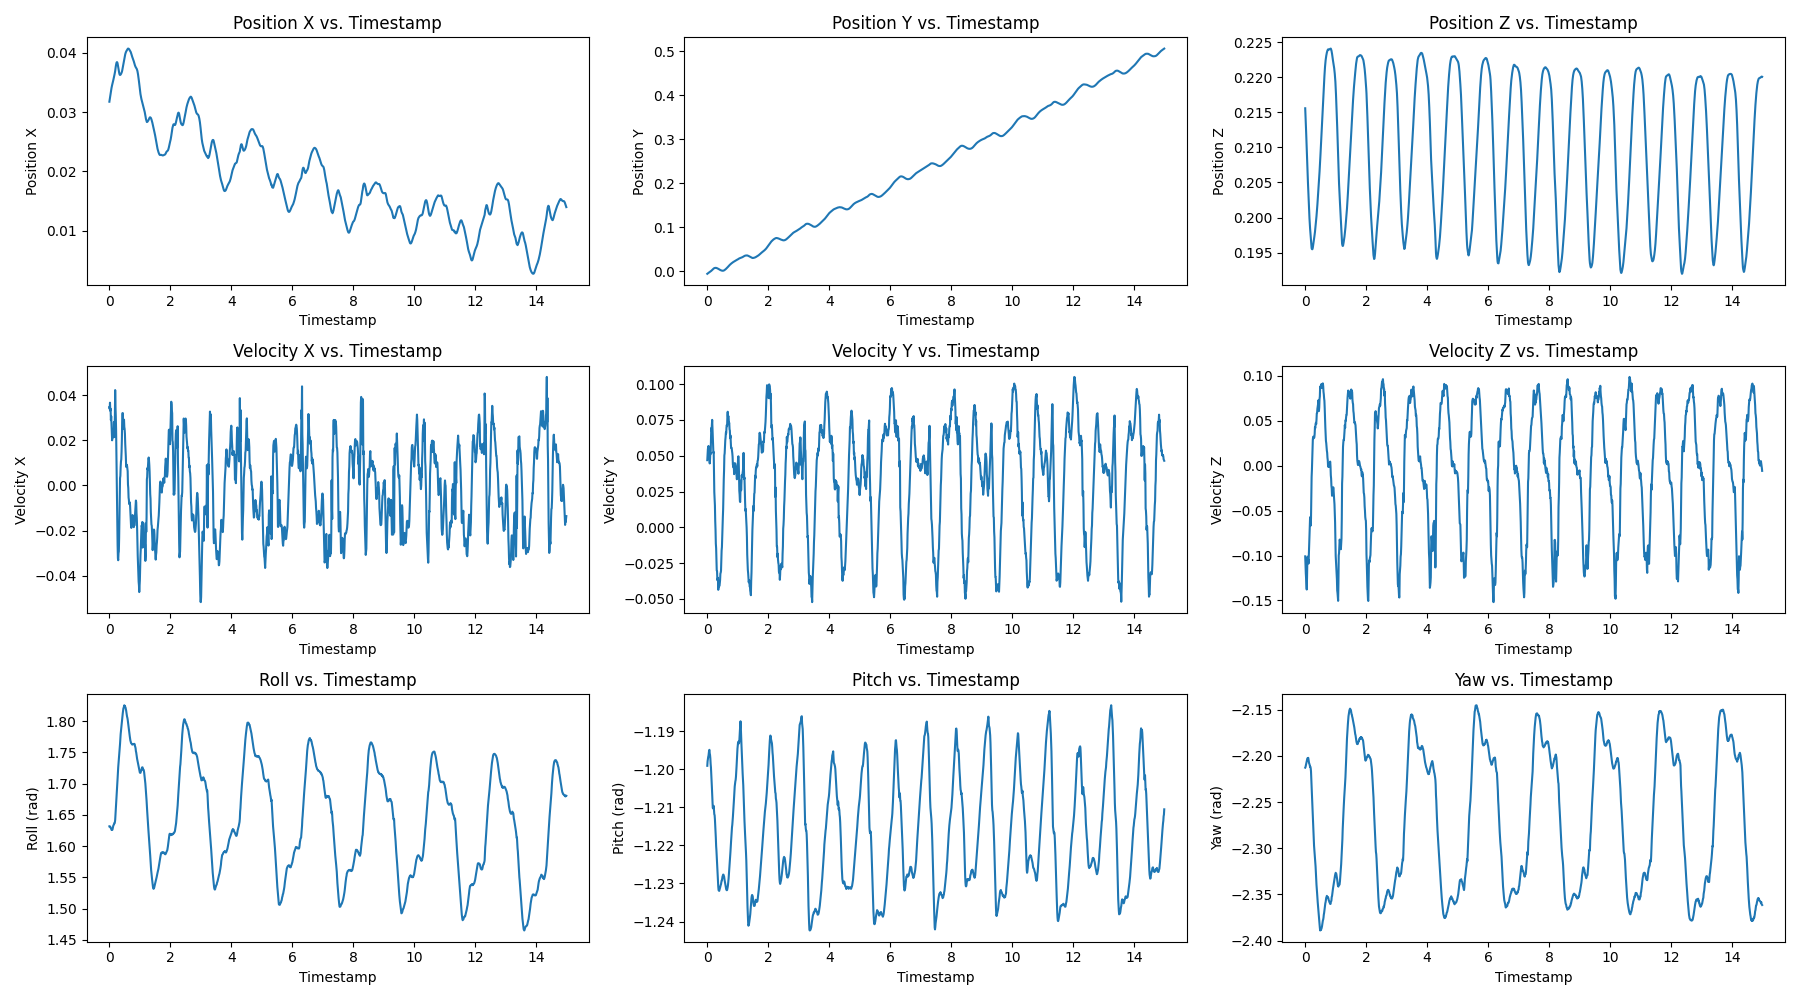 Position X vs. Timestamp
Position X
0.04
0.03
0.02
0.01
0 2 4 6 8 10 12 14
Timestamp
Position Y vs. Timestamp
Position Y
0.5
0.4
0.3
0.2
0.1
0.0
0 2 4 6 8 10 12 14
Timestamp
Position Z vs. Timestamp
Position Z
0.225
0.220
0.215
0.210
0.205
0.200
0.195
0 2 4 6 8 10 12 14
Timestamp
Velocity X vs. Timestamp
Velocity X
0.04
0.02
0.00
−0.02
−0.04
0 2 4 6 8 10 12 14
Timestamp
Velocity Y vs. Timestamp
Velocity Y
0.100
0.075
0.050
0.025
0.000
−0.025
−0.050
0 2 4 6 8 10 12 14
Timestamp
Velocity Z vs. Timestamp
Velocity Z
0.10
0.05
0.00
−0.05
−0.10
−0.15
0 2 4 6 8 10 12 14
Timestamp
Roll vs. Timestamp
Roll (rad)
1.80
1.75
1.70
1.65
1.60
1.55
1.50
1.45
0 2 4 6 8 10 12 14
Timestamp
Pitch vs. Timestamp
Pitch (rad)
−1.19
−1.20
−1.21
−1.22
−1.23
−1.24
0 2 4 6 8 10 12 14
Timestamp
Yaw vs. Timestamp
Yaw (rad)
−2.15
−2.20
−2.25
−2.30
−2.35
−2.40
0 2 4 6 8 10 12 14
Timestamp